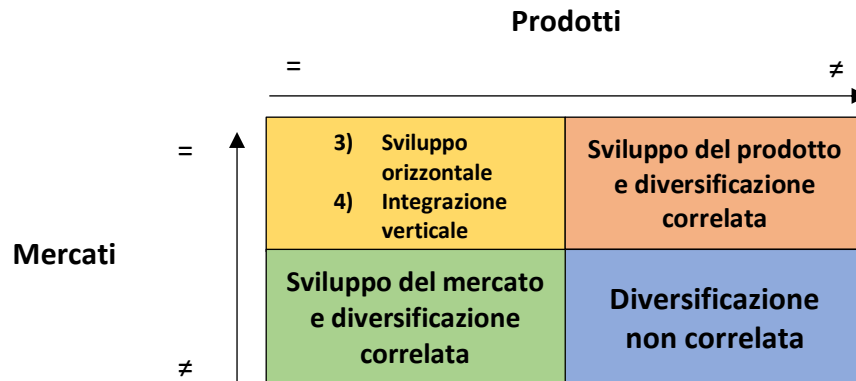 Prodotti
= ≠
=
3) Sviluppo
orizzontale
4) Integrazione
verticale
Sviluppo del prodotto
e diversificazione
correlata
Mercati
Sviluppo del mercato
e diversificazione
correlata
Diversificazione
non correlata
≠